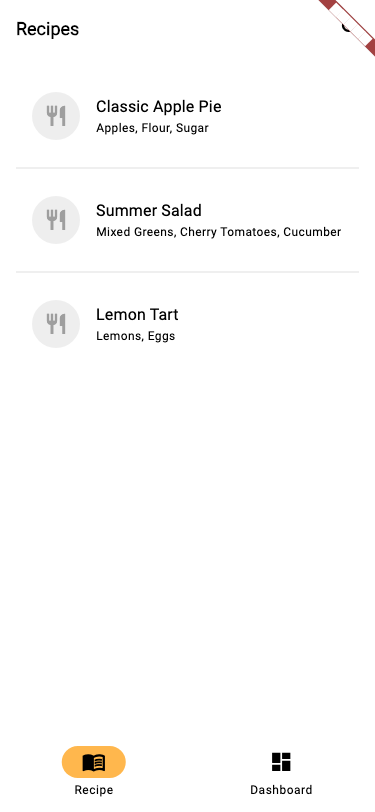 Recipes
Classic Apple Pie
Apples, Flour, Sugar
Summer Salad
Mixed Greens, Cherry Tomatoes, Cucumber
Lemon Tart
Lemons, Eggs
Recipe
Dashboard